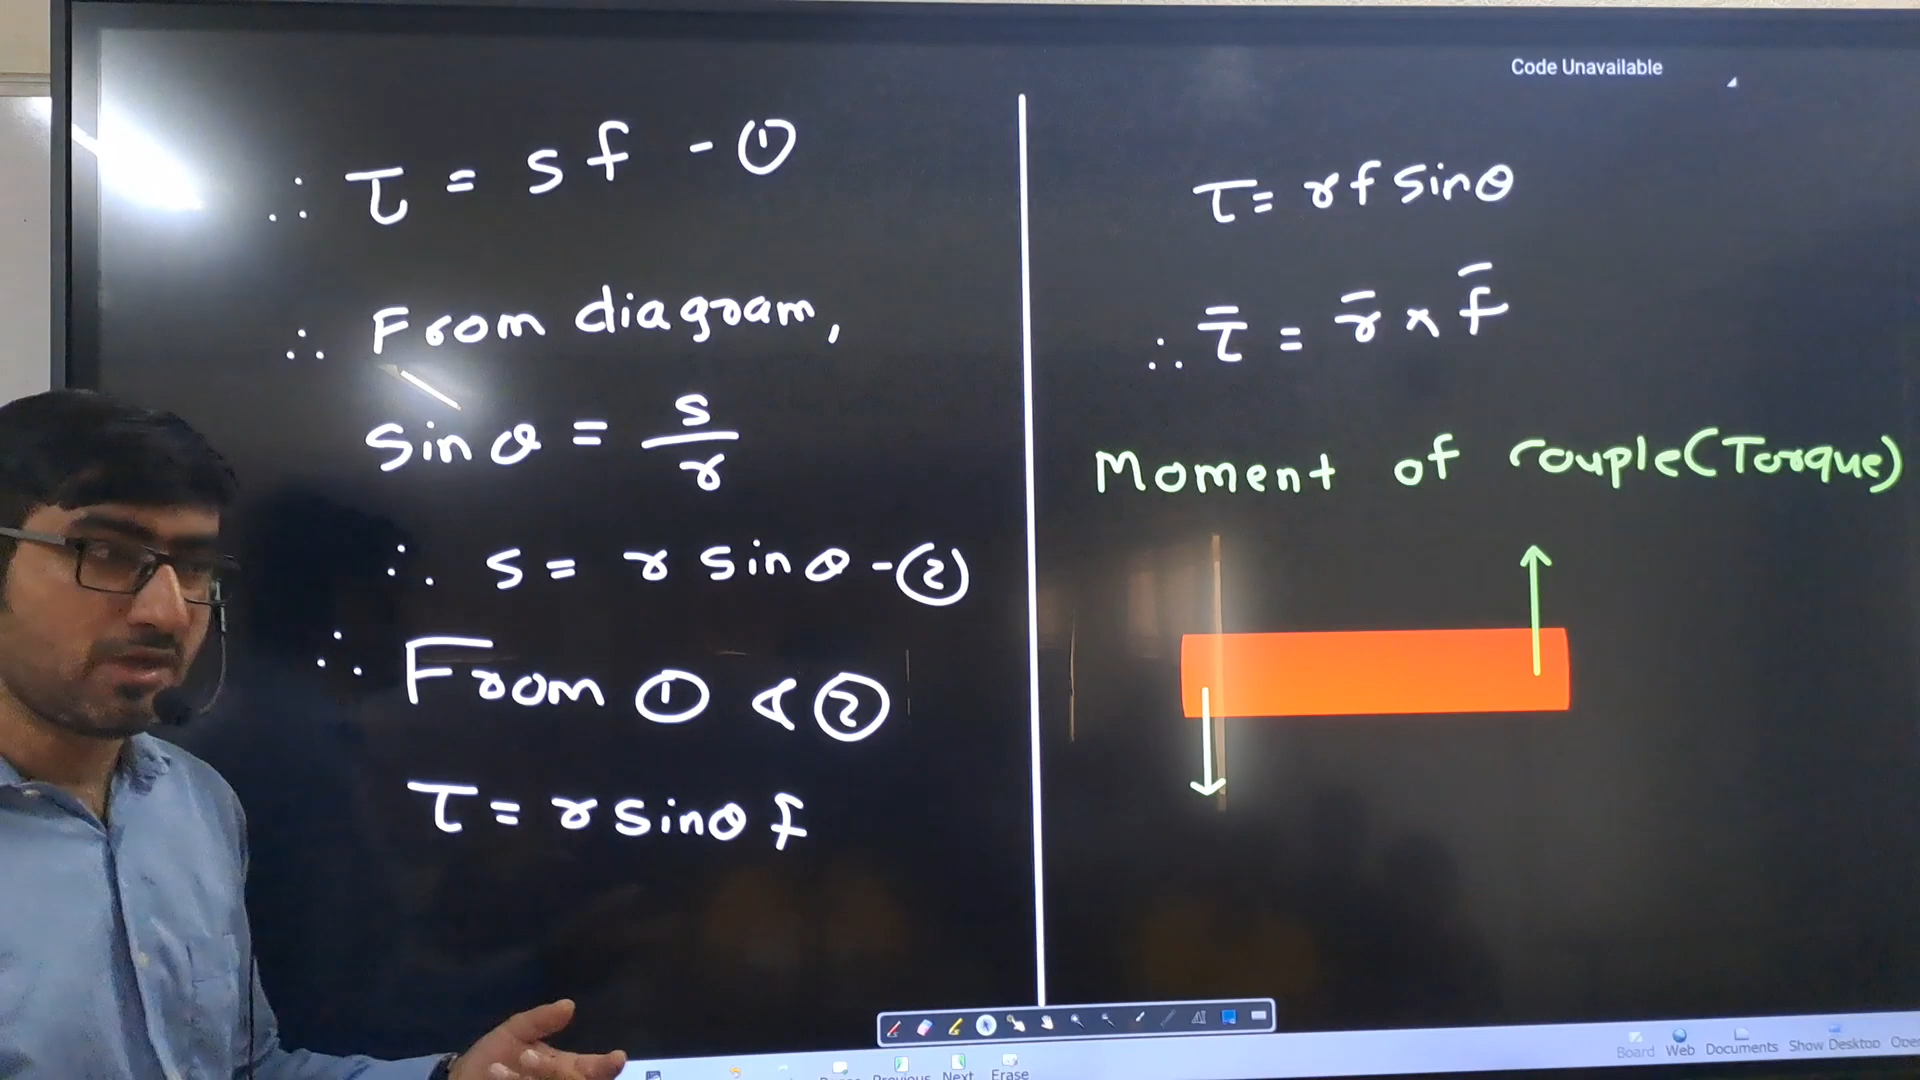 ∴ τ = s f - ①
∴ From diagram,
sin θ = s/r
∴ s = r sin θ - ②
∴ From ① & ②
τ = r sin θ f
Code Unavailable
τ = r f sin θ
∴ τ̄ = r̄ × f̄
Moment of couple (Torque)
Previous Next Erase
Board Web Documents Show Desktop